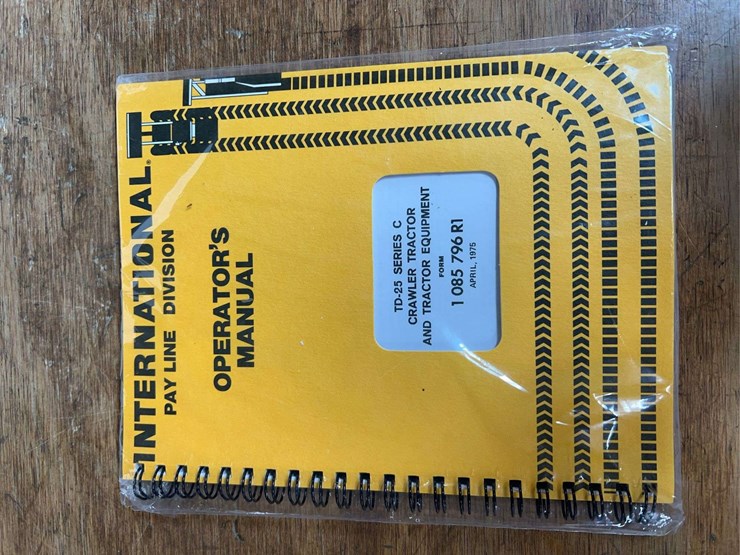 INTERNATIONAL®
PAY LINE DIVISION
OPERATOR'S
MANUAL
TD-25 SERIES C
CRAWLER TRACTOR
AND TRACTOR EQUIPMENT
FORM
1 085 796 R1
APRIL, 1975